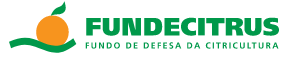 FUNDECITRUS
FUNDO DE DEFESA DA CITRICULTURA